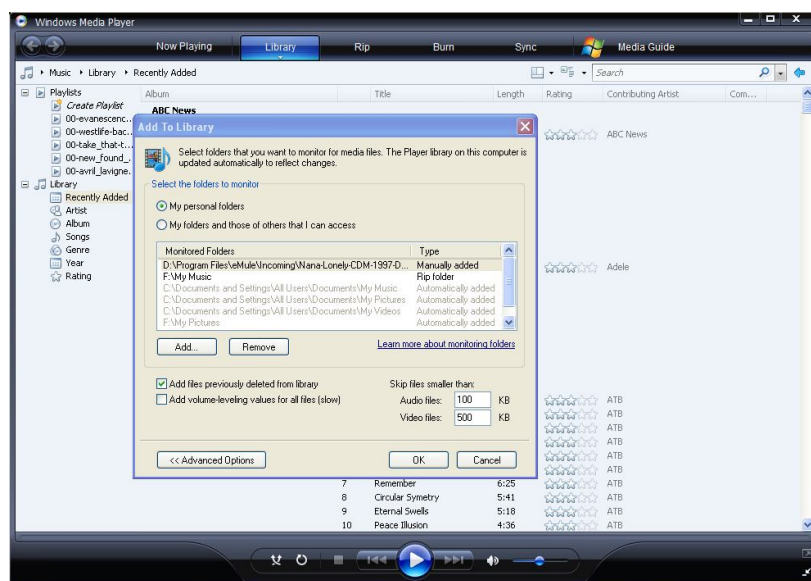 Windows Media Player
Now Playing Library Rip Burn Sync Media Guide
Music Library Recently Added Search
Playlists
Create Playlist
00-evanescenc...
00-westlife-bac...
00-take_that-t...
00-new_found_...
00-avril_lavigne...
Library
Recently Added
Artist
Album
Songs
Genre
Year
Rating
Album Title Length Rating Contributing Artist Com...
ABC News
ABC News
Adele
ATB
ATB
ATB
ATB
ATB
ATB
7 Remember 6:25 ATB
8 Circular Symetry 5:41 ATB
9 Eternal Swells 5:18 ATB
10 Peace Illusion 4:36 ATB
Add To Library
Select folders that you want to monitor for media files. The Player library on this computer is
updated automatically to reflect changes.
Select the folders to monitor
My personal folders
My folders and those of others that I can access
Monitored Folders Type
D:\Program Files\eMule\Incoming\Nana-Lonely-CDM-1997-D... Manually added
F:\My Music Rip folder
C:\Documents and Settings\All Users\Documents\My Music Automatically added
C:\Documents and Settings\All Users\Documents\My Pictures Automatically added
C:\Documents and Settings\All Users\Documents\My Videos Automatically added
F:\My Pictures Automatically added
Add... Remove Learn more about monitoring folders
Add files previously deleted from library
Add volume-leveling values for all files (slow)
Skip files smaller than:
Audio files: 100 KB
Video files: 500 KB
<< Advanced Options OK Cancel